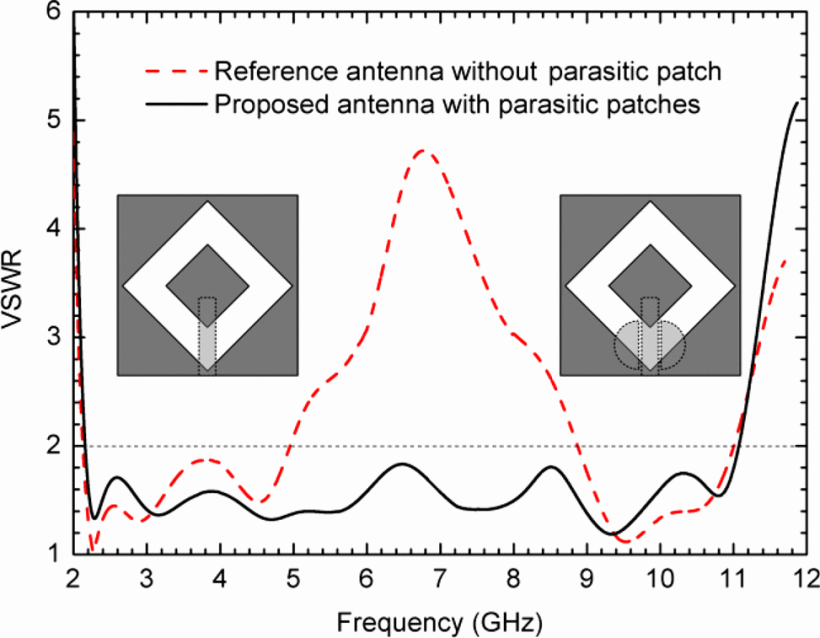 6
Reference antenna without parasitic patch
Proposed antenna with parasitic patches
5
4
VSWR
3
2
1
2 3 4 5 6 7 8 9 10 11 12
Frequency (GHz)